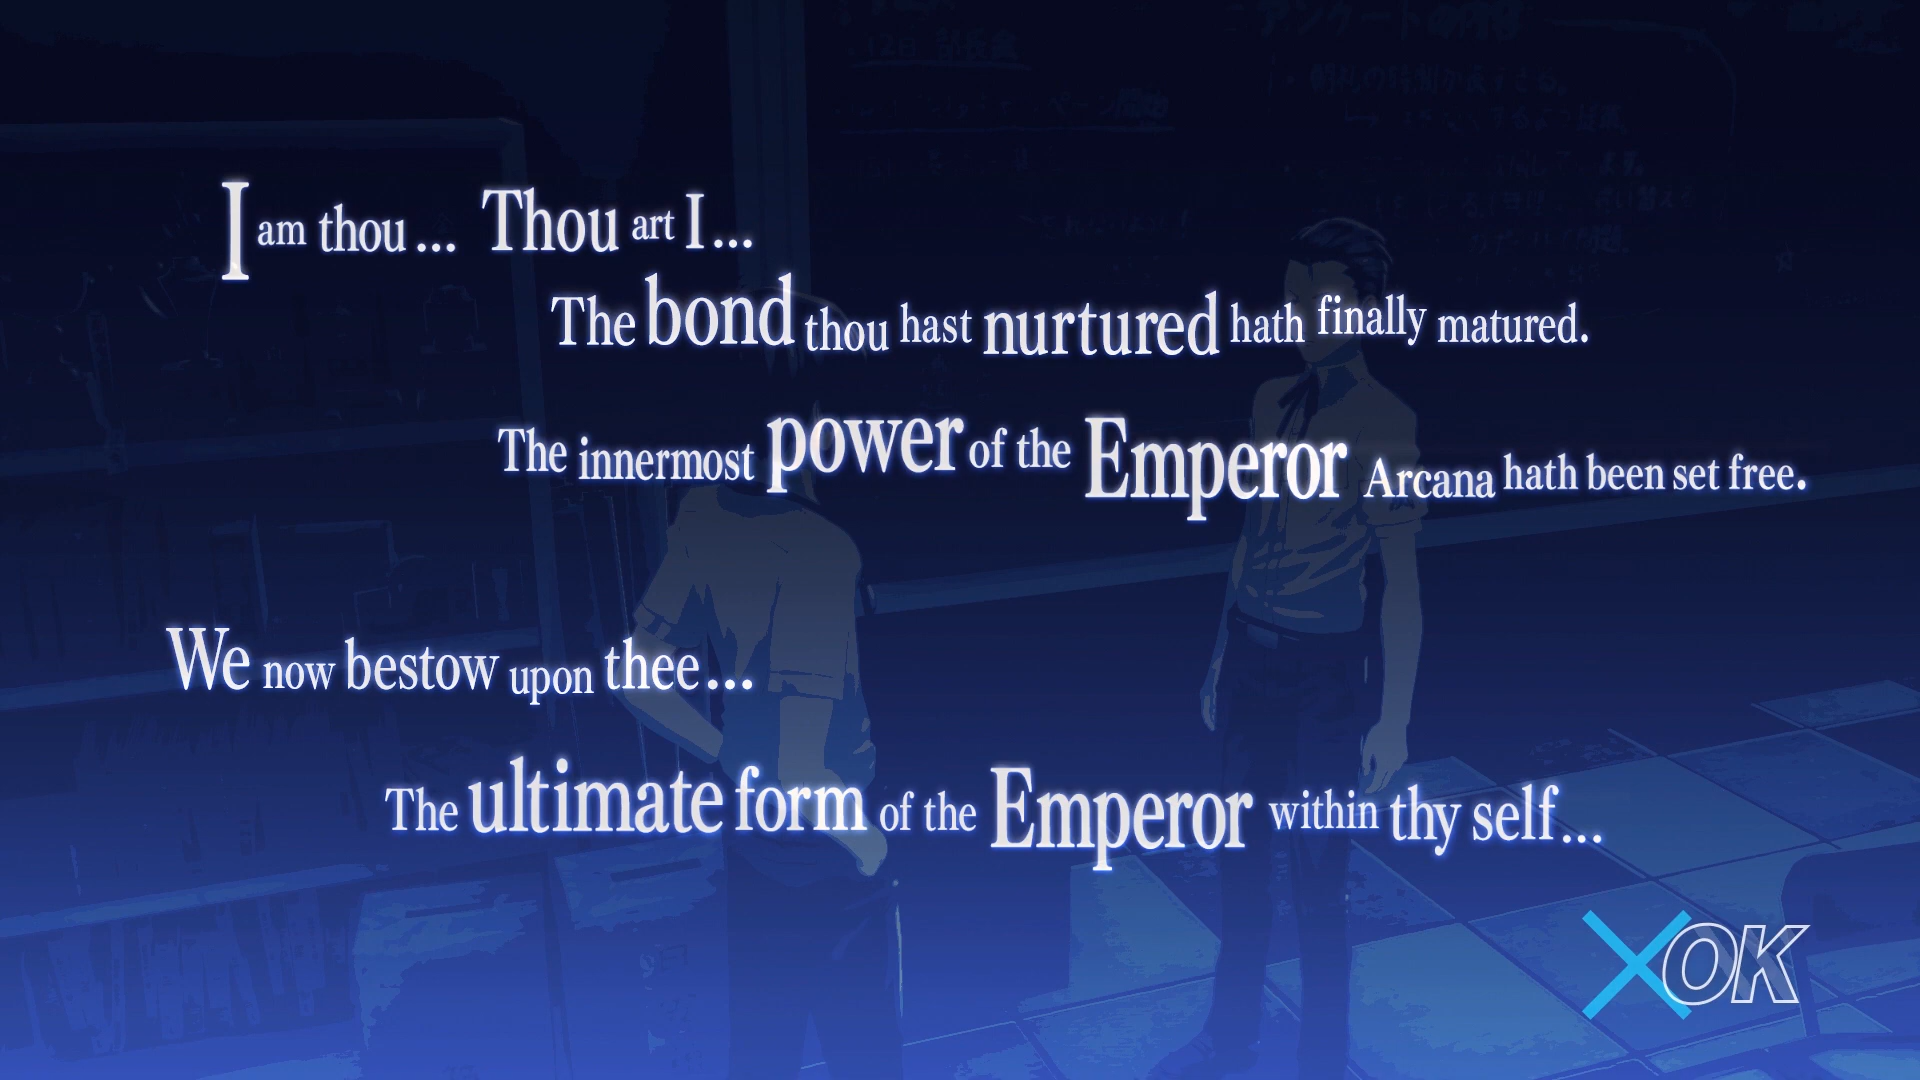 I am thou... Thou art I...
The bond thou hast nurtured hath finally matured.
The innermost power of the Emperor Arcana hath been set free.
We now bestow upon thee...
The ultimate form of the Emperor within thy self...
OK